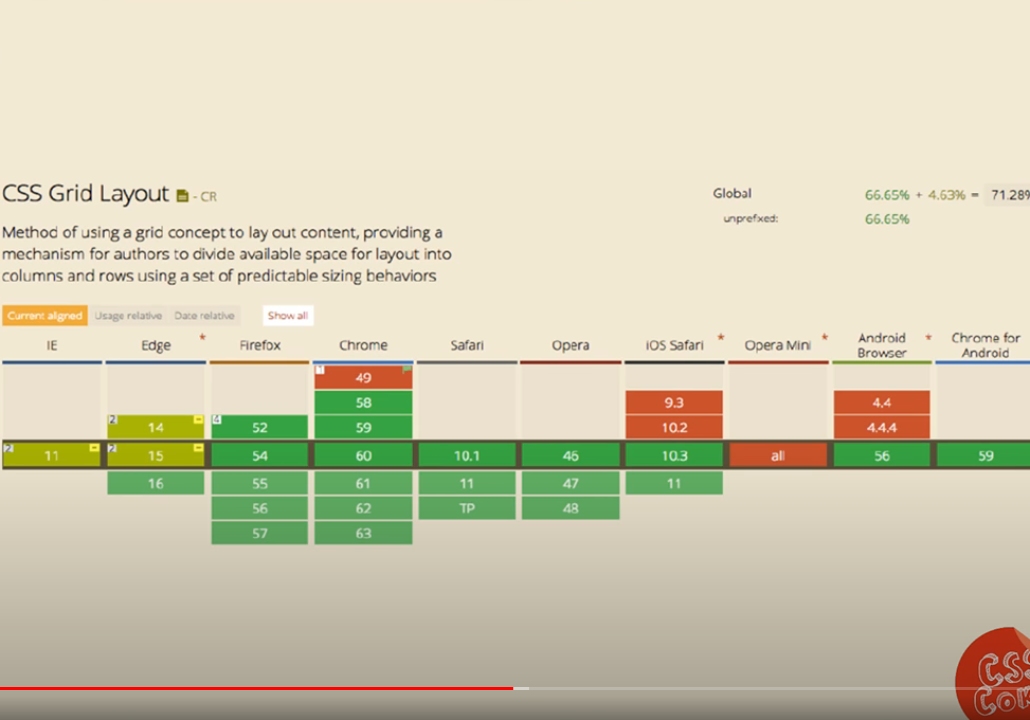 CSS Grid Layout - CR
Global 66.65% + 4.63% = 71.28%
unprefixed: 66.65%
Method of using a grid concept to lay out content, providing a
mechanism for authors to divide available space for layout into
columns and rows using a set of predictable sizing behaviors
Current aligned Usage relative Date relative Show all
IE Edge * Firefox Chrome Safari Opera iOS Safari * Opera Mini * Android Browser * Chrome for Android
1 49
58 9.3 4.4
2 14 - 4 52 59 10.2 4.4.4
2 11 - 2 15 - 54 60 10.1 46 10.3 all 56 59
16 55 61 11 47 11
56 62 TP 48
57 63
CSS